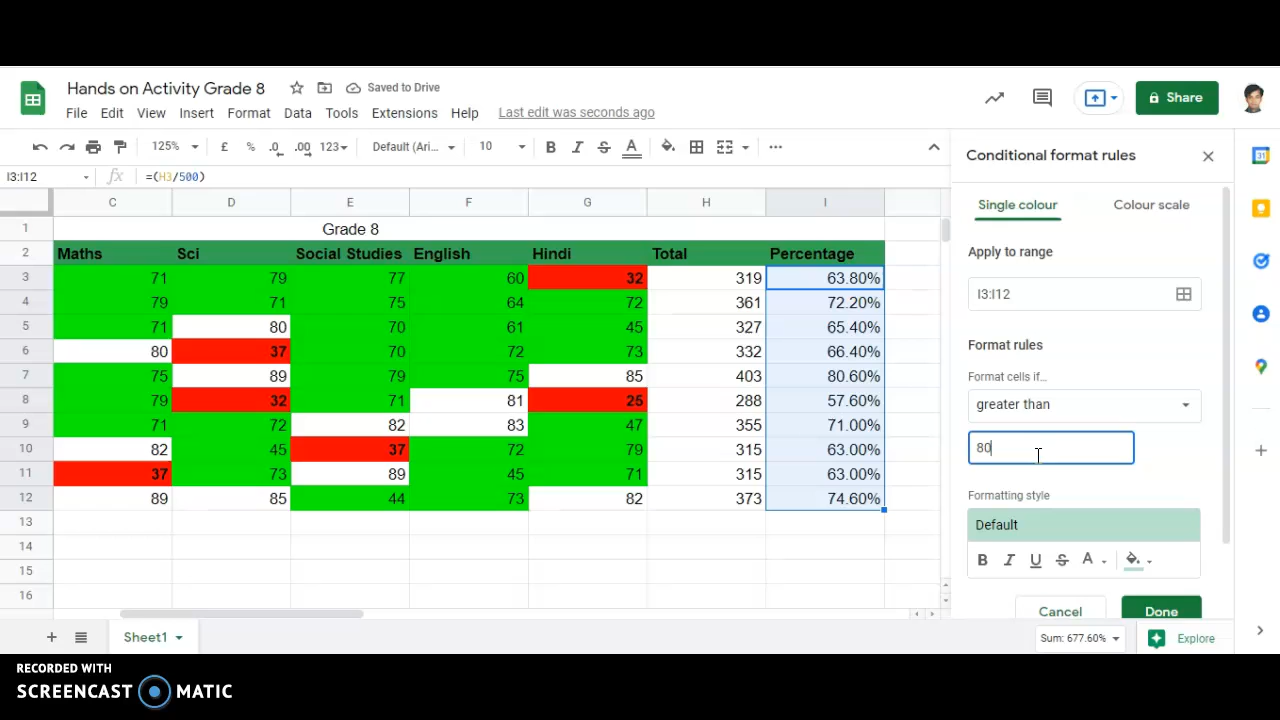 Hands on Activity Grade 8 Saved to Drive
File Edit View Insert Format Data Tools Extensions Help Last edit was seconds ago
Share
125% £ % .0 .00 123 Default (Ari... 10 B I S A
I3:I12 fx =(H3/500)
C D E F G H I
1 Grade 8
2 Maths Sci Social Studies English Hindi Total Percentage
3 71 79 77 60 32 319 63.80%
4 79 71 75 64 72 361 72.20%
5 71 80 70 61 45 327 65.40%
6 80 37 70 72 73 332 66.40%
7 75 89 79 75 85 403 80.60%
8 79 32 71 81 25 288 57.60%
9 71 72 82 83 47 355 71.00%
10 82 45 37 72 79 315 63.00%
11 37 73 89 45 71 315 63.00%
12 89 85 44 73 82 373 74.60%
13
14
15
16
Conditional format rules
Single colour Colour scale
Apply to range
I3:I12
Format rules
Format cells if…
greater than
80
Formatting style
Default
B I U S A
Cancel Done
31
Sheet1 Sum: 677.60% Explore
RECORDED WITH
SCREENCAST MATIC